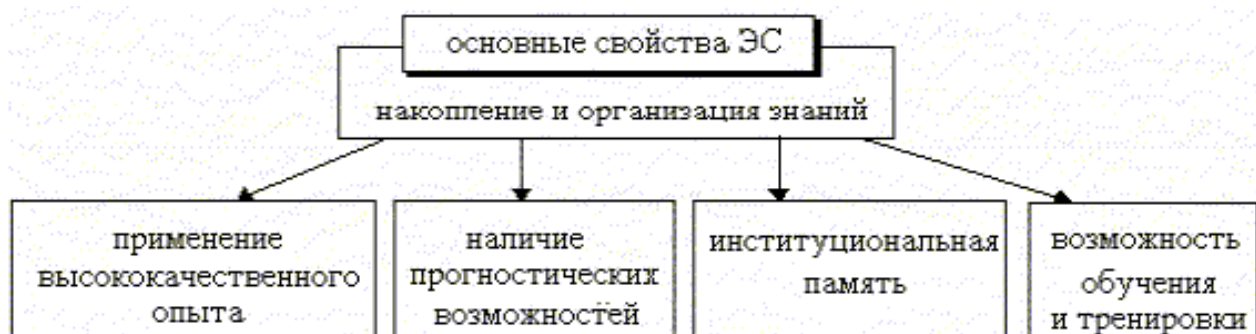 основные свойства ЭС
накопление и организация знаний
применение
высококачественного
опыта
наличие
прогностических
возможностей
институциональная
память
возможность
обучения
и тренировки